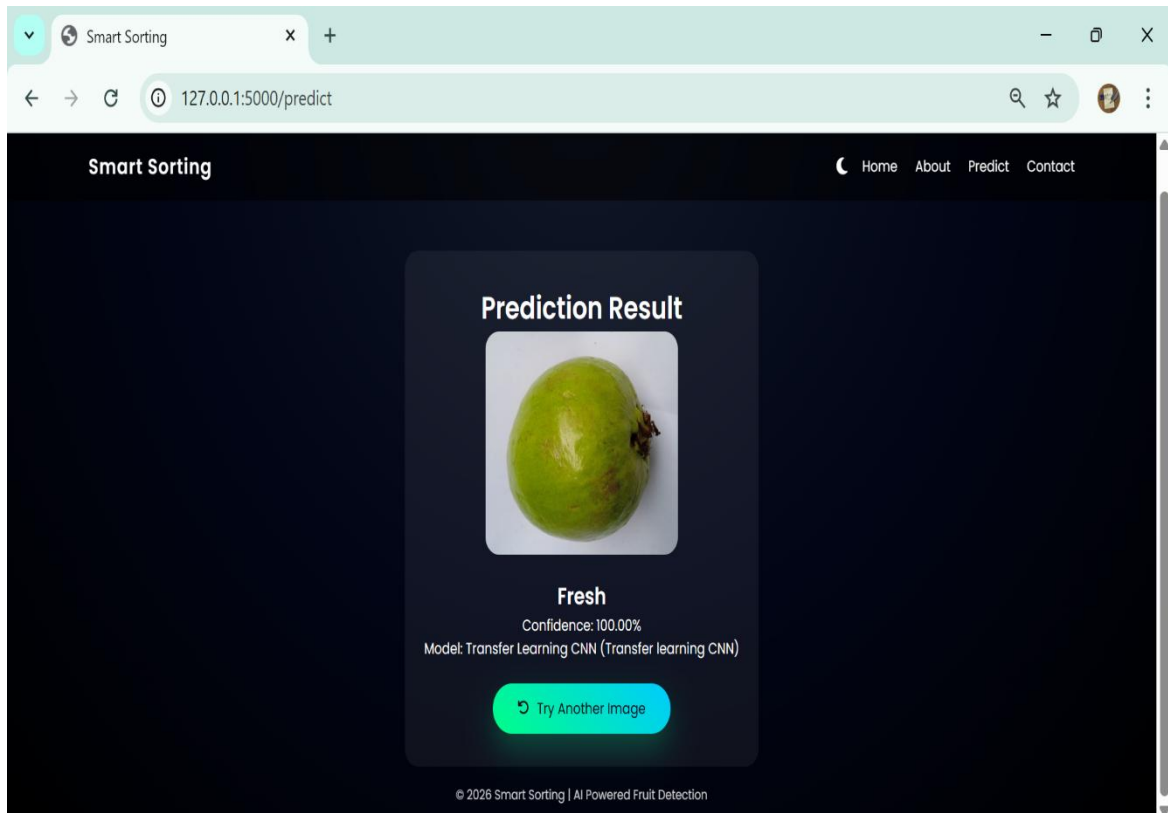 Smart Sorting
127.0.0.1:5000/predict
Smart Sorting
Home About Predict Contact
Prediction Result
Fresh
Confidence: 100.00%
Model: Transfer Learning CNN (Transfer learning CNN)
Try Another Image
© 2026 Smart Sorting | AI Powered Fruit Detection